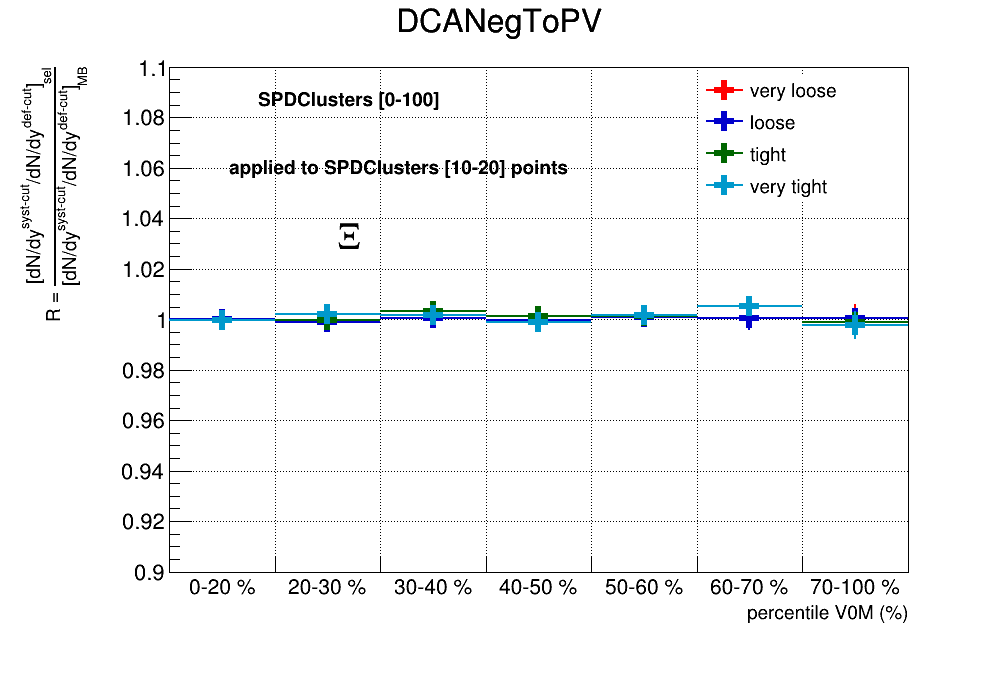 DCANegToPV
R = [dN/dy^syst-cut/dN/dy^def-cut]_sel / [dN/dy^syst-cut/dN/dy^def-cut]_MB
SPDClusters [0-100]
applied to SPDClusters [10-20] points
Ξ
very loose
loose
tight
very tight
1.1
1.08
1.06
1.04
1.02
1
0.98
0.96
0.94
0.92
0.9
0-20 % 20-30 % 30-40 % 40-50 % 50-60 % 60-70 % 70-100 %
percentile V0M (%)